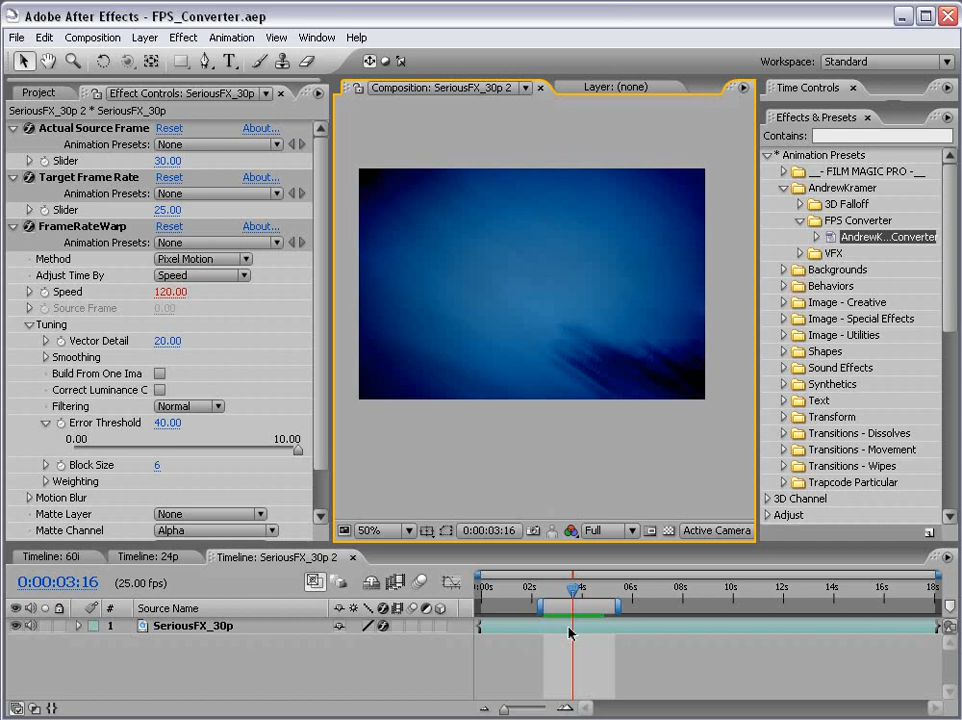 Adobe After Effects - FPS_Converter.aep
File Edit Composition Layer Effect Animation View Window Help
Workspace: Standard
Project
Effect Controls: SeriousFX_30p
SeriousFX_30p 2 * SeriousFX_30p
Actual Source Frame Reset About...
Animation Presets: None
Slider 30.00
Target Frame Rate Reset About...
Animation Presets: None
Slider 25.00
FrameRateWarp Reset About...
Animation Presets: None
Method Pixel Motion
Adjust Time By Speed
Speed 120.00
Source Frame 0.00
Tuning
Vector Detail 20.00
Smoothing
Build From One Ima
Correct Luminance C
Filtering Normal
Error Threshold 40.00
0.00 10.00
Block Size 6
Weighting
Motion Blur
Matte Layer None
Matte Channel Alpha
Composition: SeriousFX_30p 2
Layer: (none)
50% 0:00:03:16 Full Active Camera
Time Controls
Effects & Presets
Contains:
* Animation Presets
__- FILM MAGIC PRO -__
AndrewKramer
3D Falloff
FPS Converter
AndrewK...Converter
VFX
Backgrounds
Behaviors
Image - Creative
Image - Special Effects
Image - Utilities
Shapes
Sound Effects
Synthetics
Text
Transform
Transitions - Dissolves
Transitions - Movement
Transitions - Wipes
Trapcode Particular
3D Channel
Adjust
Timeline: 60i
Timeline: 24p
Timeline: SeriousFX_30p 2
0:00:03:16 (25.00 fps)
:00s 02s 4s 06s 08s 10s 12s 14s 16s 18s
# Source Name
1 SeriousFX_30p